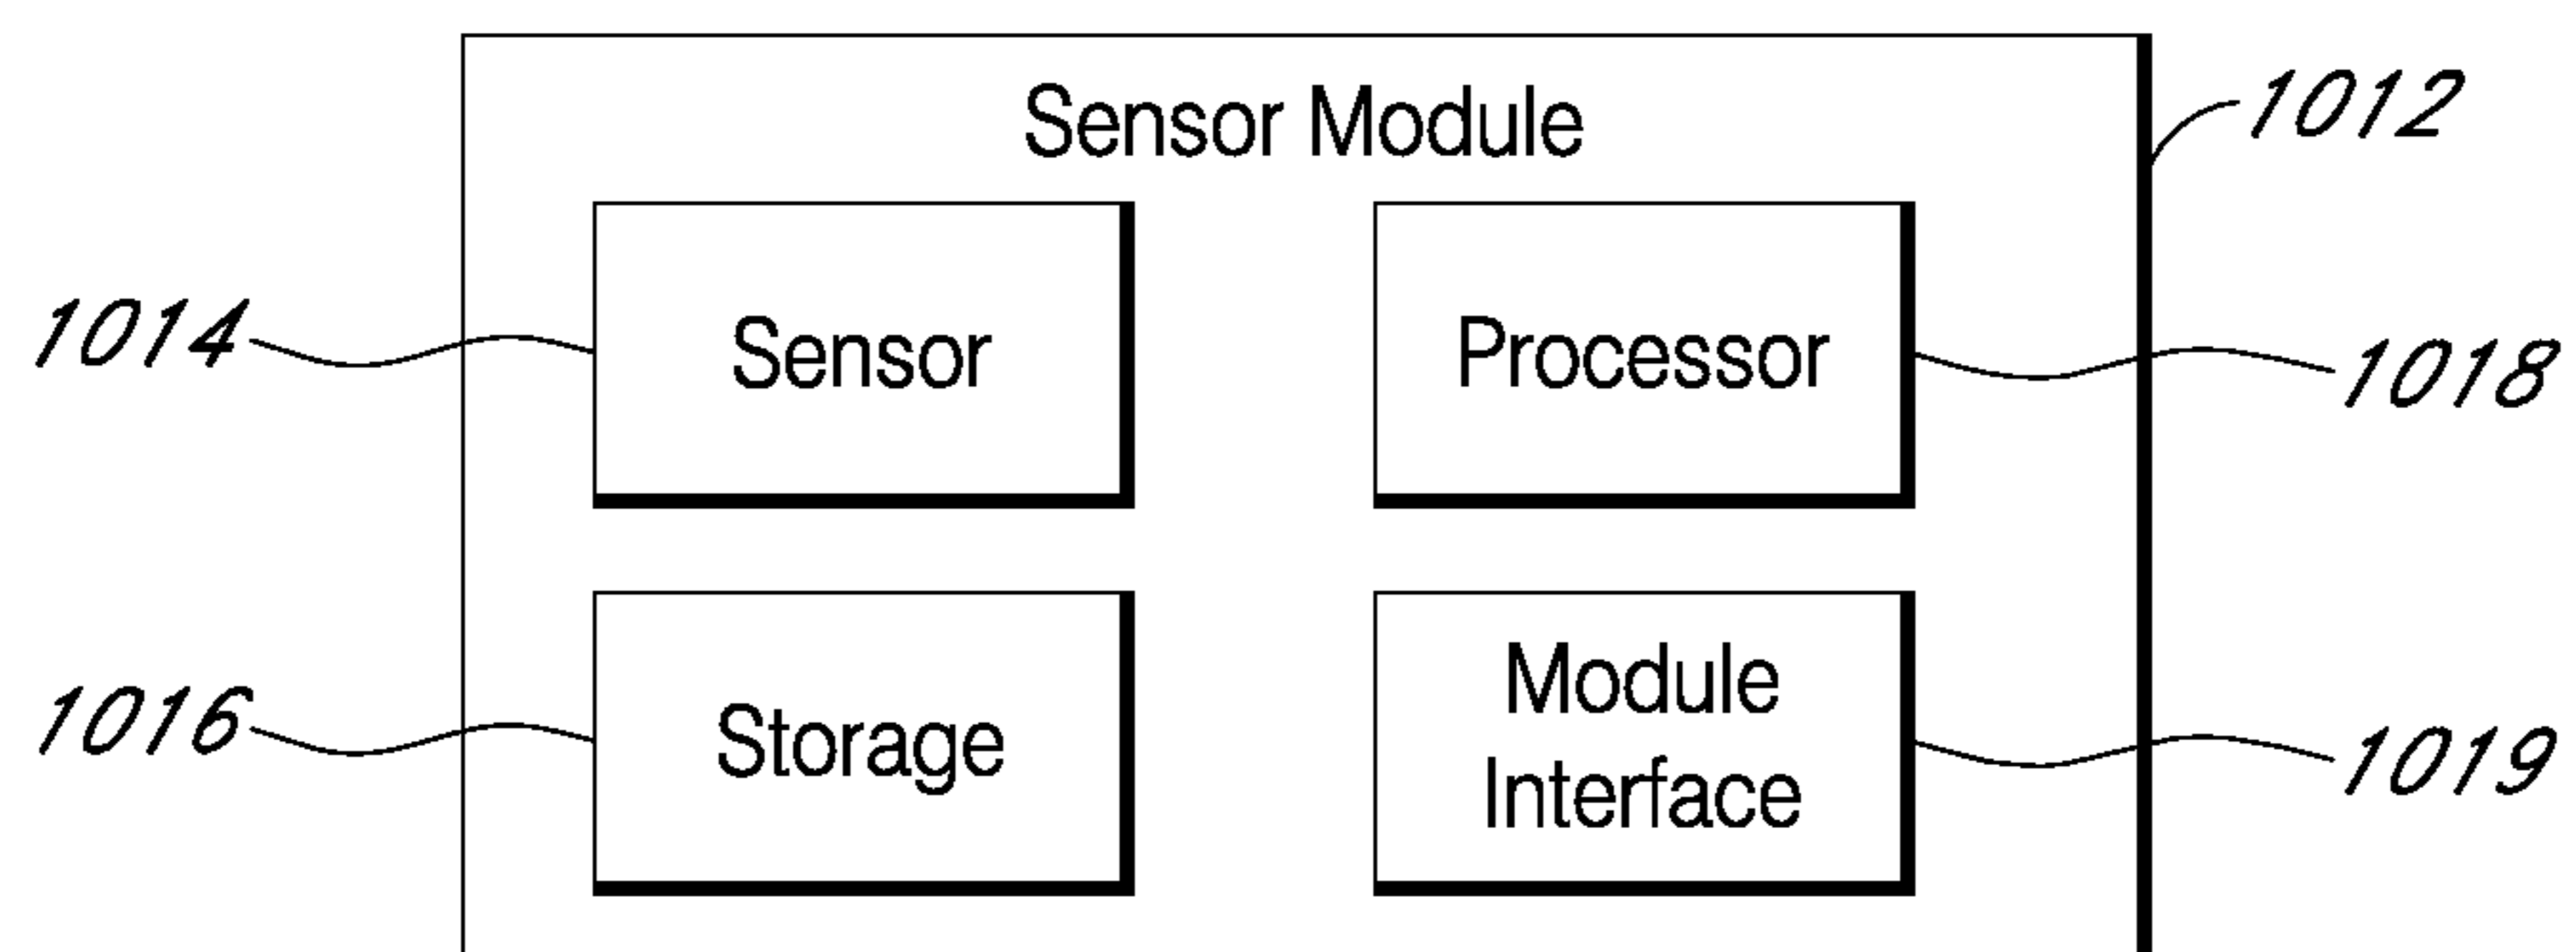 Sensor Module
1012
1014
Sensor
Processor
1018
1016
Storage
Module
Interface
1019